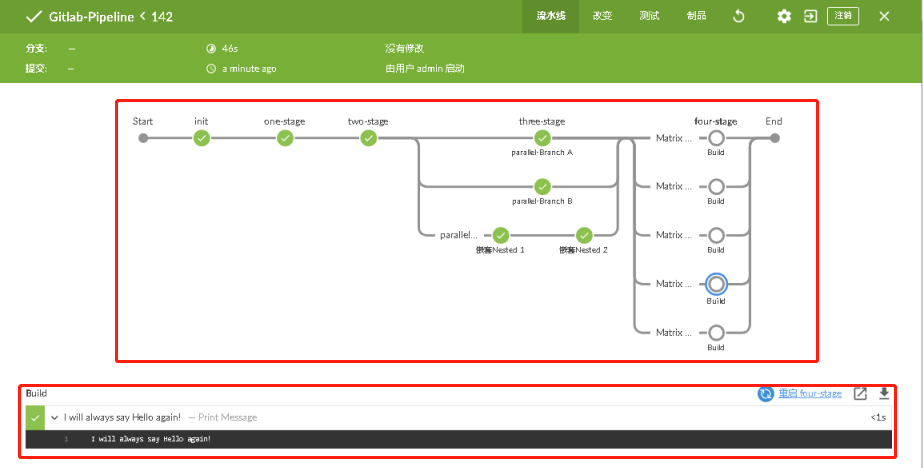 Gitlab-Pipeline < 142 流水线 改变 测试 制品 注销
分支: — 46s 没有修改
提交: — a minute ago 由用户 admin 启动
Start init one-stage two-stage three-stage four-stage End
Matrix ...
parallel-Branch A Build
Matrix ...
parallel-Branch B Build
parallel... Matrix ...
嵌套Nested 1 嵌套Nested 2 Build
Matrix ...
Build
Matrix ...
Build
Build 重启 four-stage
I will always say Hello again! — Print Message <1s
1 I will always say Hello again!